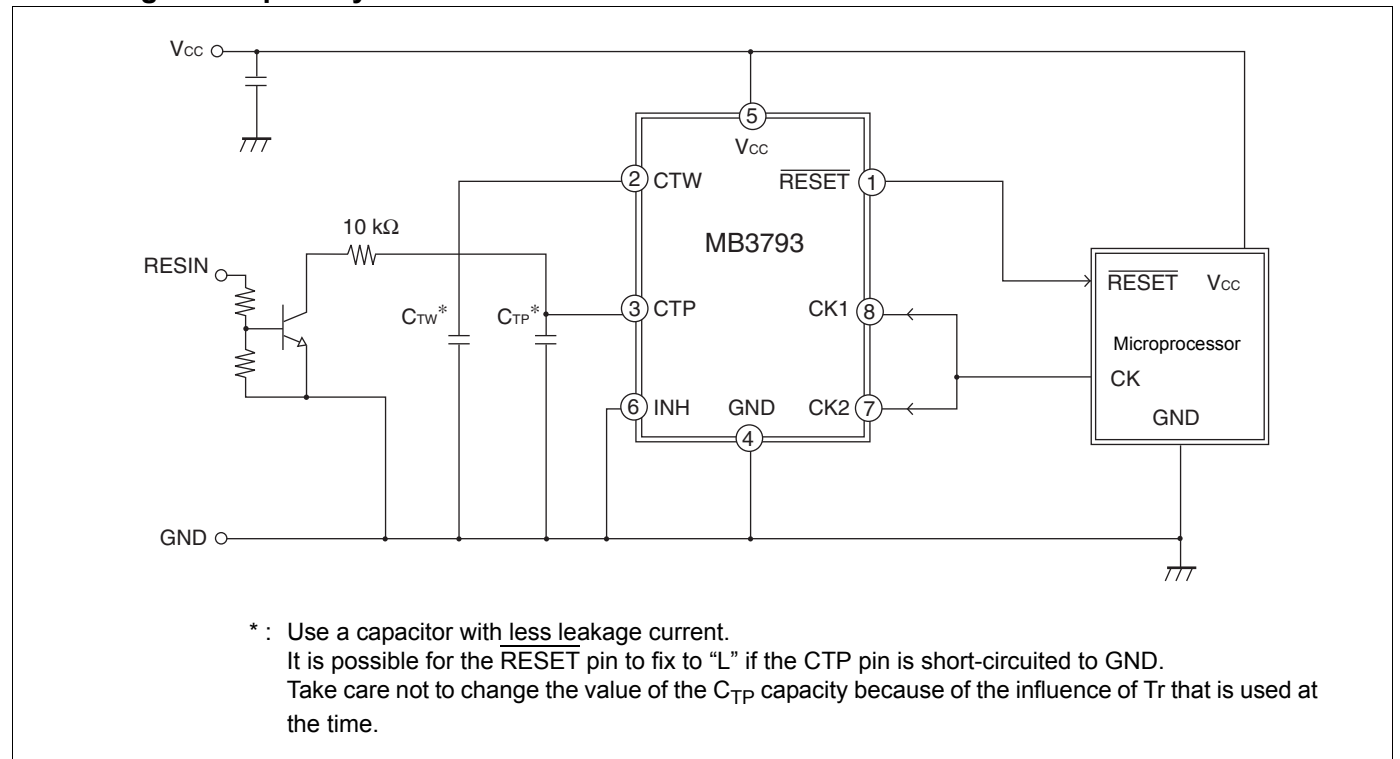 Vcc
5
Vcc
2 CTW RESET 1
10 kΩ
MB3793
RESIN
RESET Vcc
CTW* CTP* 3 CTP CK1 8
Microprocessor
CK
6 INH GND CK2 7
GND
4
GND
* : Use a capacitor with less leakage current.
It is possible for the RESET pin to fix to “L” if the CTP pin is short-circuited to GND.
Take care not to change the value of the CTP capacity because of the influence of Tr that is used at
the time.